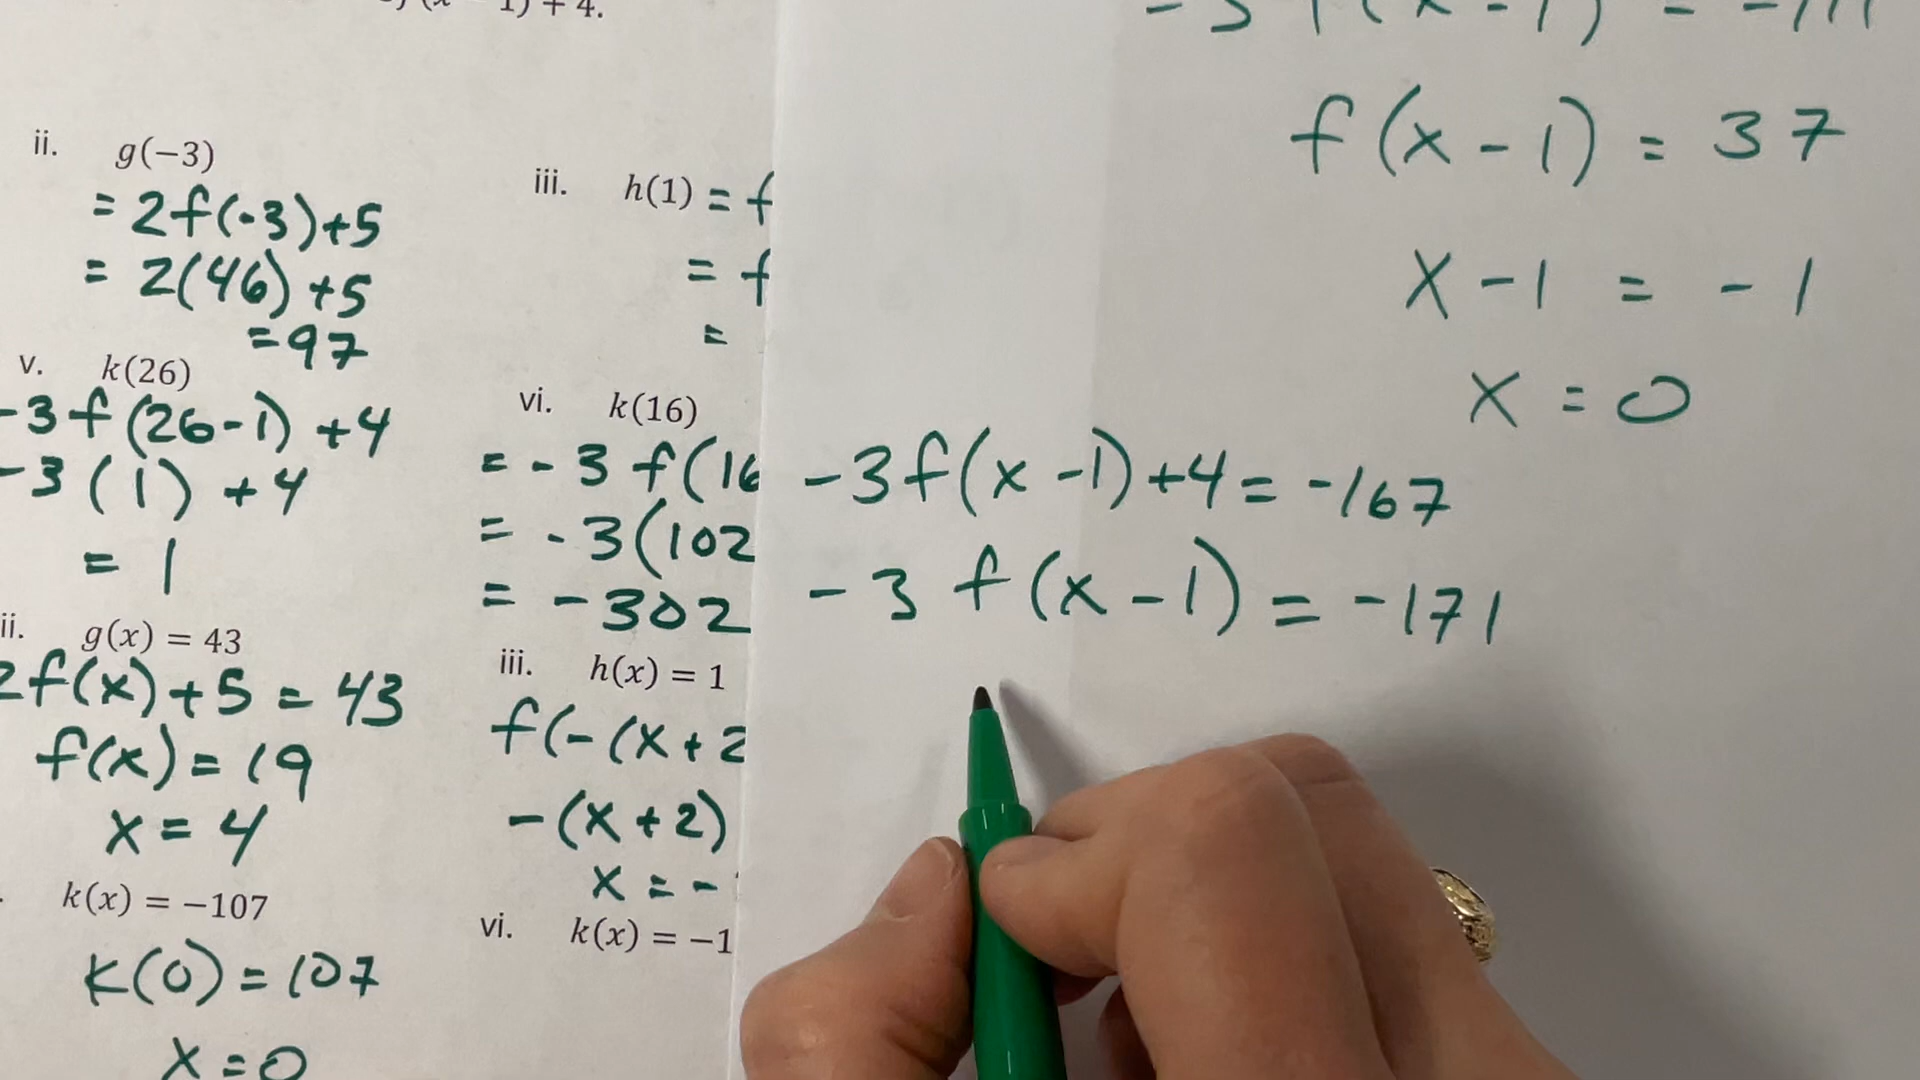 1) + 4.
ii. g(−3)
= 2f(-3)+5
= 2(46)+5
= 97
iii. h(1) = f
= f
=
v. k(26)
-3f(26-1)+4
-3(1)+4
= 1
vi. k(16)
= -3f(16
= -3(102
= -302
ii. g(x) = 43
2f(x)+5 = 43
f(x) = 19
x = 4
iii. h(x) = 1
f(-(x+2
-(x+2)
x = -
k(x) = −107
k(0) = 107
x = 0
vi. k(x) = −1
-3f(x-1) = -111
f(x-1) = 37
x-1 = -1
x = 0
-3f(x-1)+4 = -167
-3f(x-1) = -171